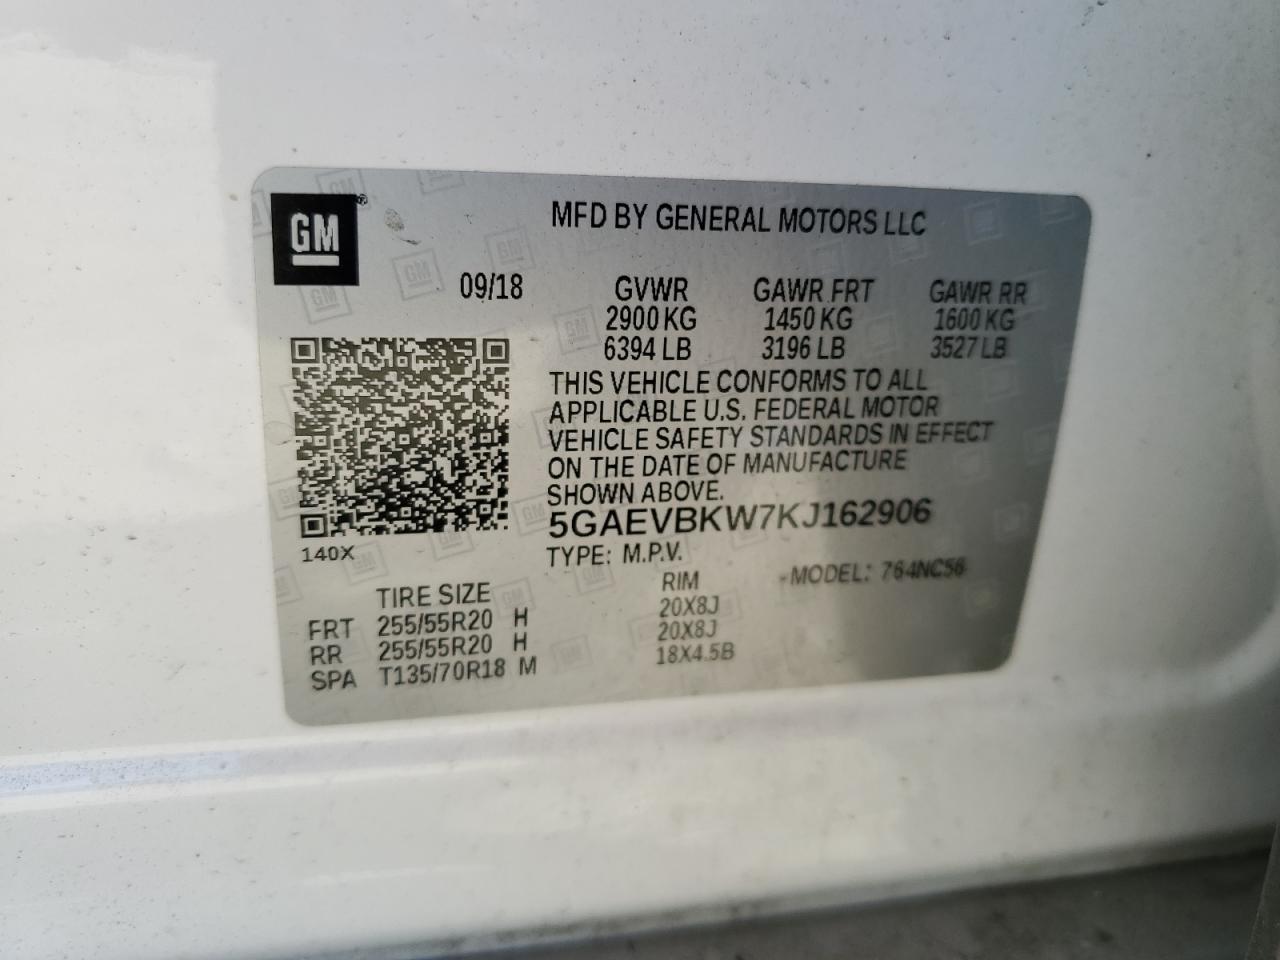 GM
MFD BY GENERAL MOTORS LLC
09/18 GVWR GAWR FRT GAWR RR
2900 KG 1450 KG 1600 KG
6394 LB 3196 LB 3527 LB
THIS VEHICLE CONFORMS TO ALL
APPLICABLE U.S. FEDERAL MOTOR
VEHICLE SAFETY STANDARDS IN EFFECT
ON THE DATE OF MANUFACTURE
SHOWN ABOVE.
5GAEVBKW7KJ162906
140X
TYPE: M.P.V. MODEL: 764NC56
TIRE SIZE RIM
FRT 255/55R20 H 20X8J
RR 255/55R20 H 20X8J
SPA T135/70R18 M 18X4.5B